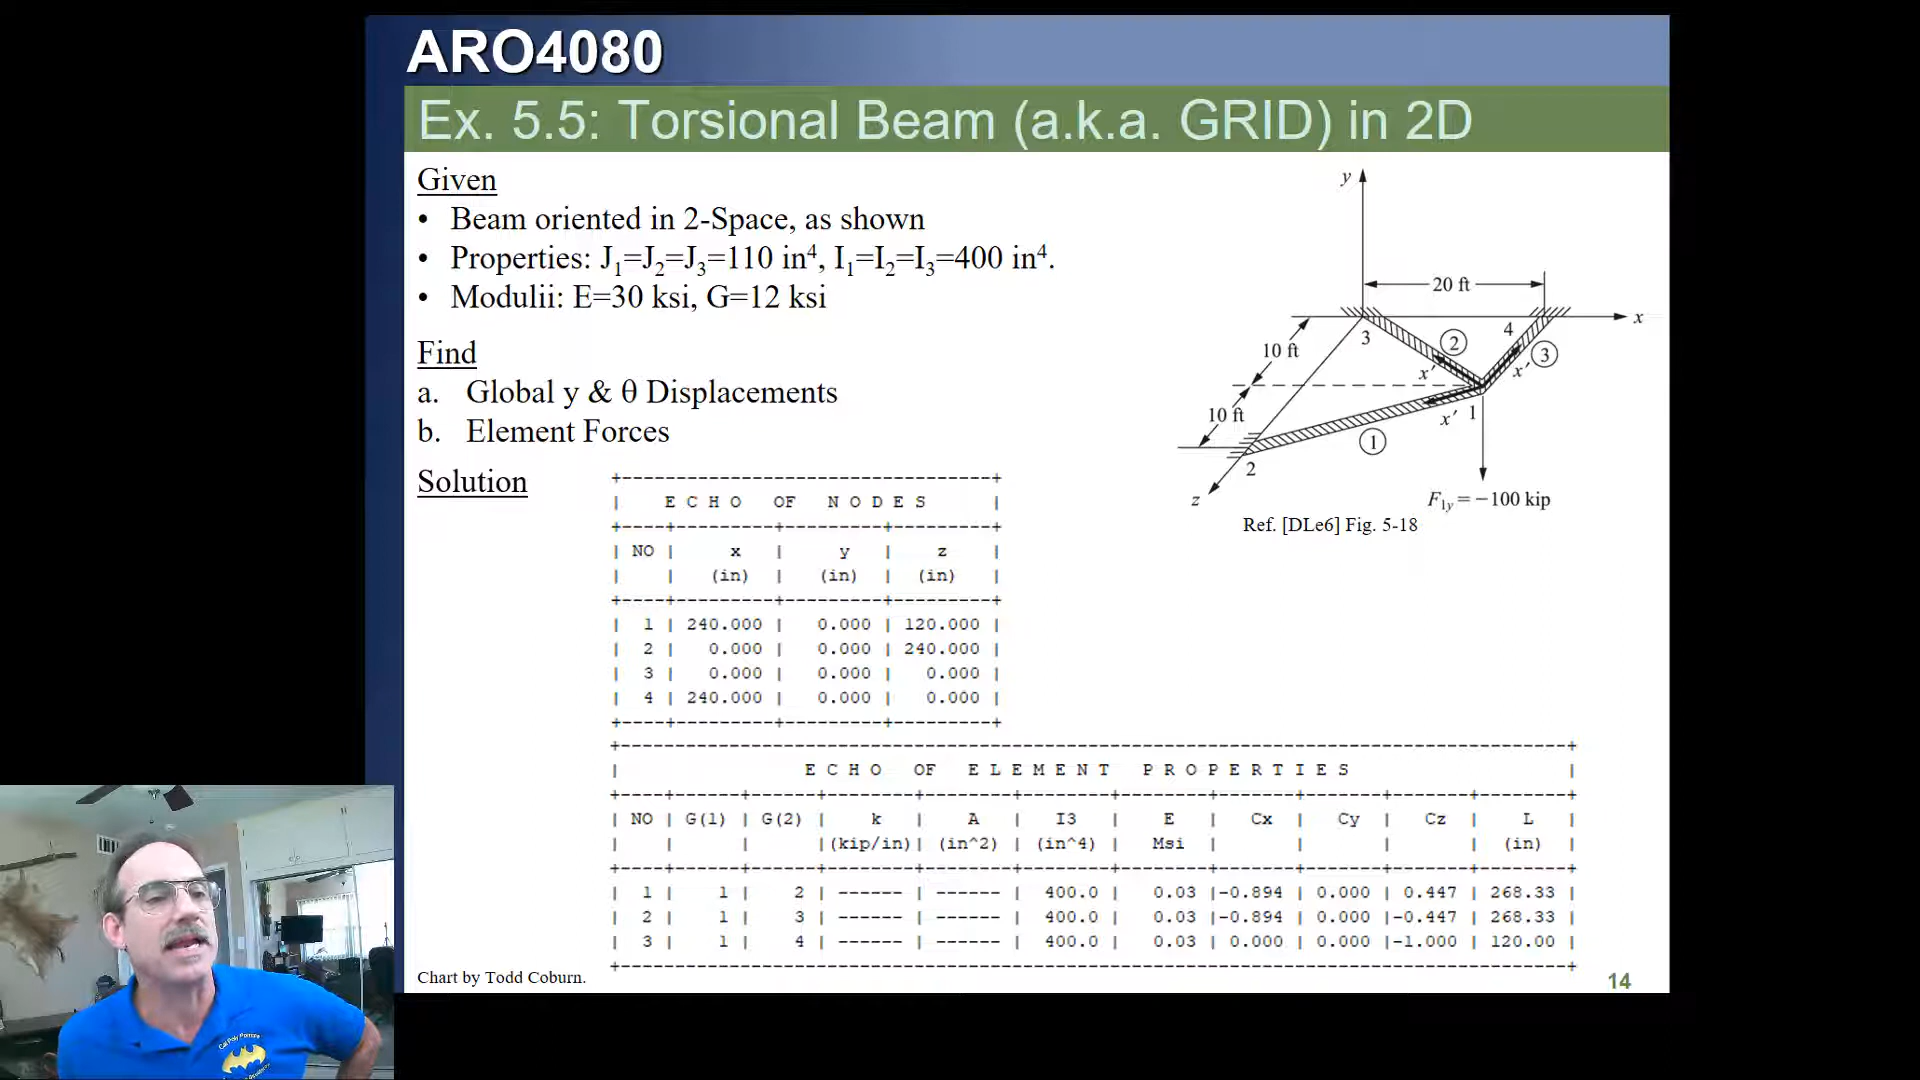 ARO4080
Ex. 5.5: Torsional Beam (a.k.a. GRID) in 2D
Given
• Beam oriented in 2-Space, as shown
• Properties: J1=J2=J3=110 in4, I1=I2=I3=400 in4.
• Modulii: E=30 ksi, G=12 ksi
Find
a. Global y & θ Displacements
b. Element Forces
Solution
y
20 ft
x
3
4
2
3
10 ft
x′
x′
10 ft
x′
1
1
2
z
F1y = −100 kip
Ref. [DLe6] Fig. 5-18
+----------------------------------+
| E C H O OF N O D E S |
+----+---------+---------+---------+
| NO | x | y | z |
| | (in) | (in) | (in) |
+----+---------+---------+---------+
| 1 | 240.000 | 0.000 | 120.000 |
| 2 | 0.000 | 0.000 | 240.000 |
| 3 | 0.000 | 0.000 | 0.000 |
| 4 | 240.000 | 0.000 | 0.000 |
+----+---------+---------+---------+
+---------------------------------------------------------------------------------------+
| E C H O OF E L E M E N T P R O P E R T I E S |
+----+------+------+--------+--------+--------+--------+-------+-------+-------+--------+
| NO | G(1) | G(2) | k | A | I3 | E | Cx | Cy | Cz | L |
| | | |(kip/in)| (in^2) | (in^4) | Msi | | | | (in) |
+----+------+------+--------+--------+--------+--------+-------+-------+-------+--------+
| 1 | 1 | 2 | ------ | ------ | 400.0 | 0.03 |-0.894 | 0.000 | 0.447 | 268.33 |
| 2 | 1 | 3 | ------ | ------ | 400.0 | 0.03 |-0.894 | 0.000 |-0.447 | 268.33 |
| 3 | 1 | 4 | ------ | ------ | 400.0 | 0.03 | 0.000 | 0.000 |-1.000 | 120.00 |
+---------------------------------------------------------------------------------------+
Chart by Todd Coburn.
14
Cal Poly Pomona